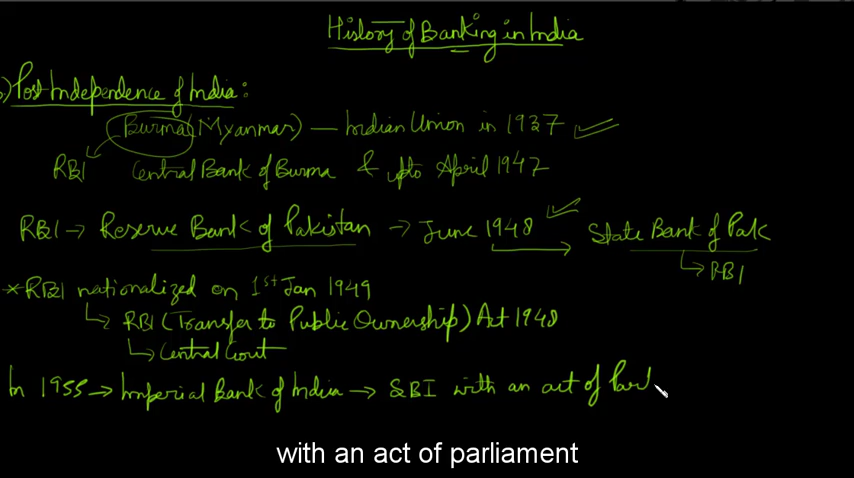 History of Banking in India
.) Post Independence of India :
Burma (Myanmar) — Indian Union in 1937
RBI Central Bank of Burma & upto April 1947
RBI → Reserve Bank of Pakistan → June 1948 → State Bank of Pak
→ RBI
* RBI nationalized on 1st Jan 1949
→ RBI (Transfer to Public Ownership) Act 1948
→ Central Govt
In 1955 → Imperial Bank of India → SBI with an act of Parl
with an act of parliament